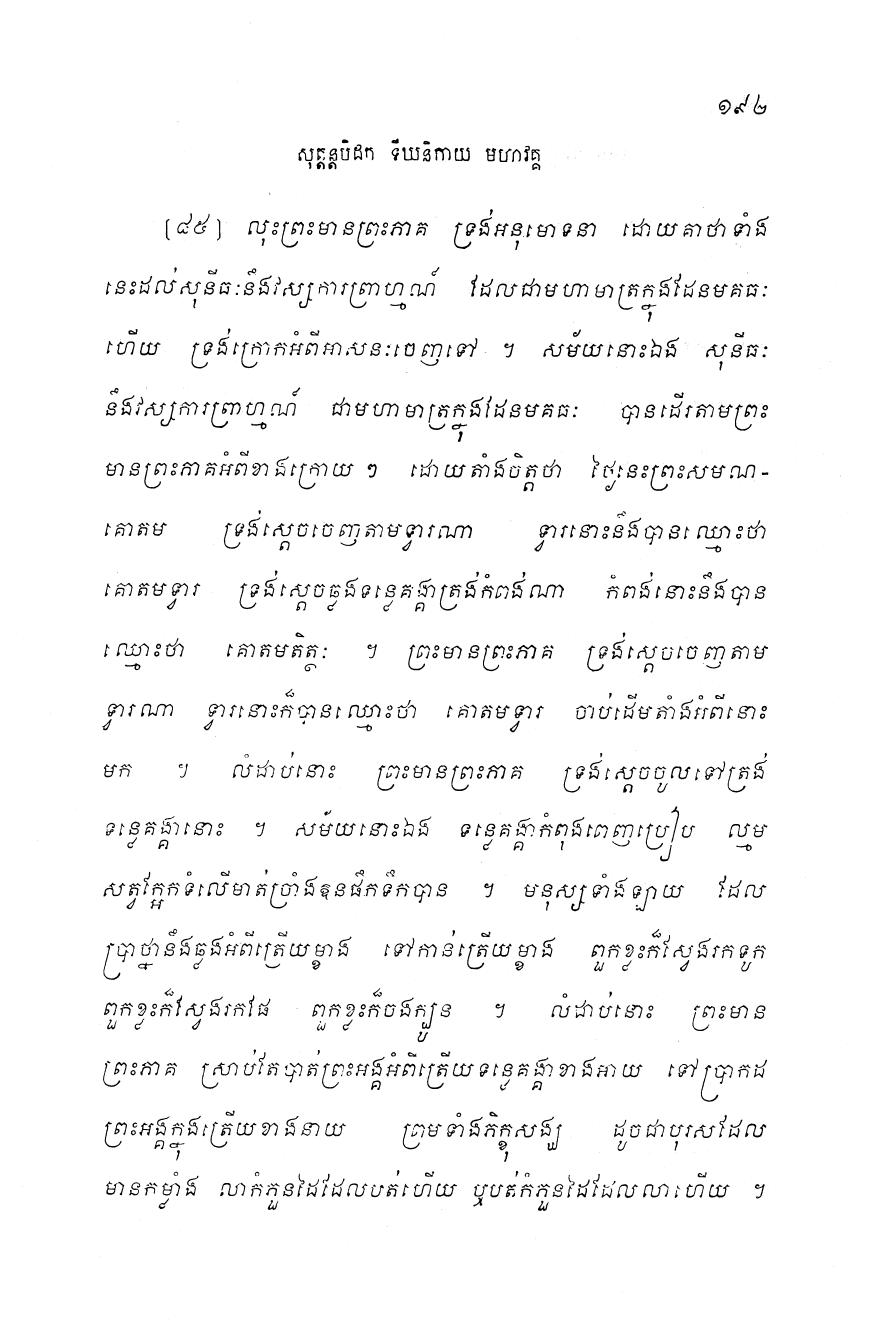 ១៩២
សុត្តន្តបិដក ទីឃនិកាយ មហាវគ្គ
[៨៥] លុះព្រះមានព្រះភាគ ទ្រង់អនុមោទនា ដោយគាថាទាំង
នេះដល់សុនីធៈនឹងវស្សការព្រាហ្មណ៍ ដែលជាមហាមាត្រក្នុងដែនមគធៈ
ហើយ ទ្រង់ក្រោកអំពីអាសនៈចេញទៅ ។ សម័យនោះឯង សុនីធៈ
នឹងវស្សការព្រាហ្មណ៍ ជាមហាមាត្រក្នុងដែនមគធៈ បានដើរតាមព្រះ
មានព្រះភាគអំពីខាងក្រោយ ៗ ដោយតាំងចិត្តថា ថ្ងៃនេះព្រះសមណ-
គោតម ទ្រង់ស្តេចចេញតាមទ្វារណា ទ្វារនោះនឹងបានឈ្មោះថា
គោតមទ្វារ ទ្រង់ស្តេចឆ្លងទន្លេគង្គាត្រង់កំពង់ណា កំពង់នោះនឹងបាន
ឈ្មោះថា គោតមតិត្ថៈ ។ ព្រះមានព្រះភាគ ទ្រង់ស្តេចចេញតាម
ទ្វារណា ទ្វារនោះក៏បានឈ្មោះថា គោតមទ្វារ ចាប់ដើមតាំងអំពីនោះ
មក ។ លំដាប់នោះ ព្រះមានព្រះភាគ ទ្រង់ស្តេចចូលទៅត្រង់
ទន្លេគង្គានោះ ។ សម័យនោះឯង ទន្លេគង្គាកំពុងពេញប្រៀប ល្មម
សត្វក្អែកទំលើមាត់ច្រាំងឱនផឹកទឹកបាន ។ មនុស្សទាំងឡាយ ដែល
ប្រាថ្នានឹងឆ្លងអំពីត្រើយម្ខាង ទៅកាន់ត្រើយម្ខាង ពួកខ្លះក៏ស្វែងរកទូក
ពួកខ្លះក៏ស្វែងរកផែ ពួកខ្លះក៏ចងក្បូន ។ លំដាប់នោះ ព្រះមាន
ព្រះភាគ ស្រាប់តែបាត់ព្រះអង្គអំពីត្រើយទន្លេគង្គាខាងអាយ ទៅប្រាកដ
ព្រះអង្គក្នុងត្រើយខាងនាយ ព្រមទាំងភិក្ខុសង្ឃ ដូចជាបុរសដែល
មានកម្លាំង លាកំភួនដៃដែលបត់ហើយ ឬបត់កំភួនដៃដែលលាហើយ ។